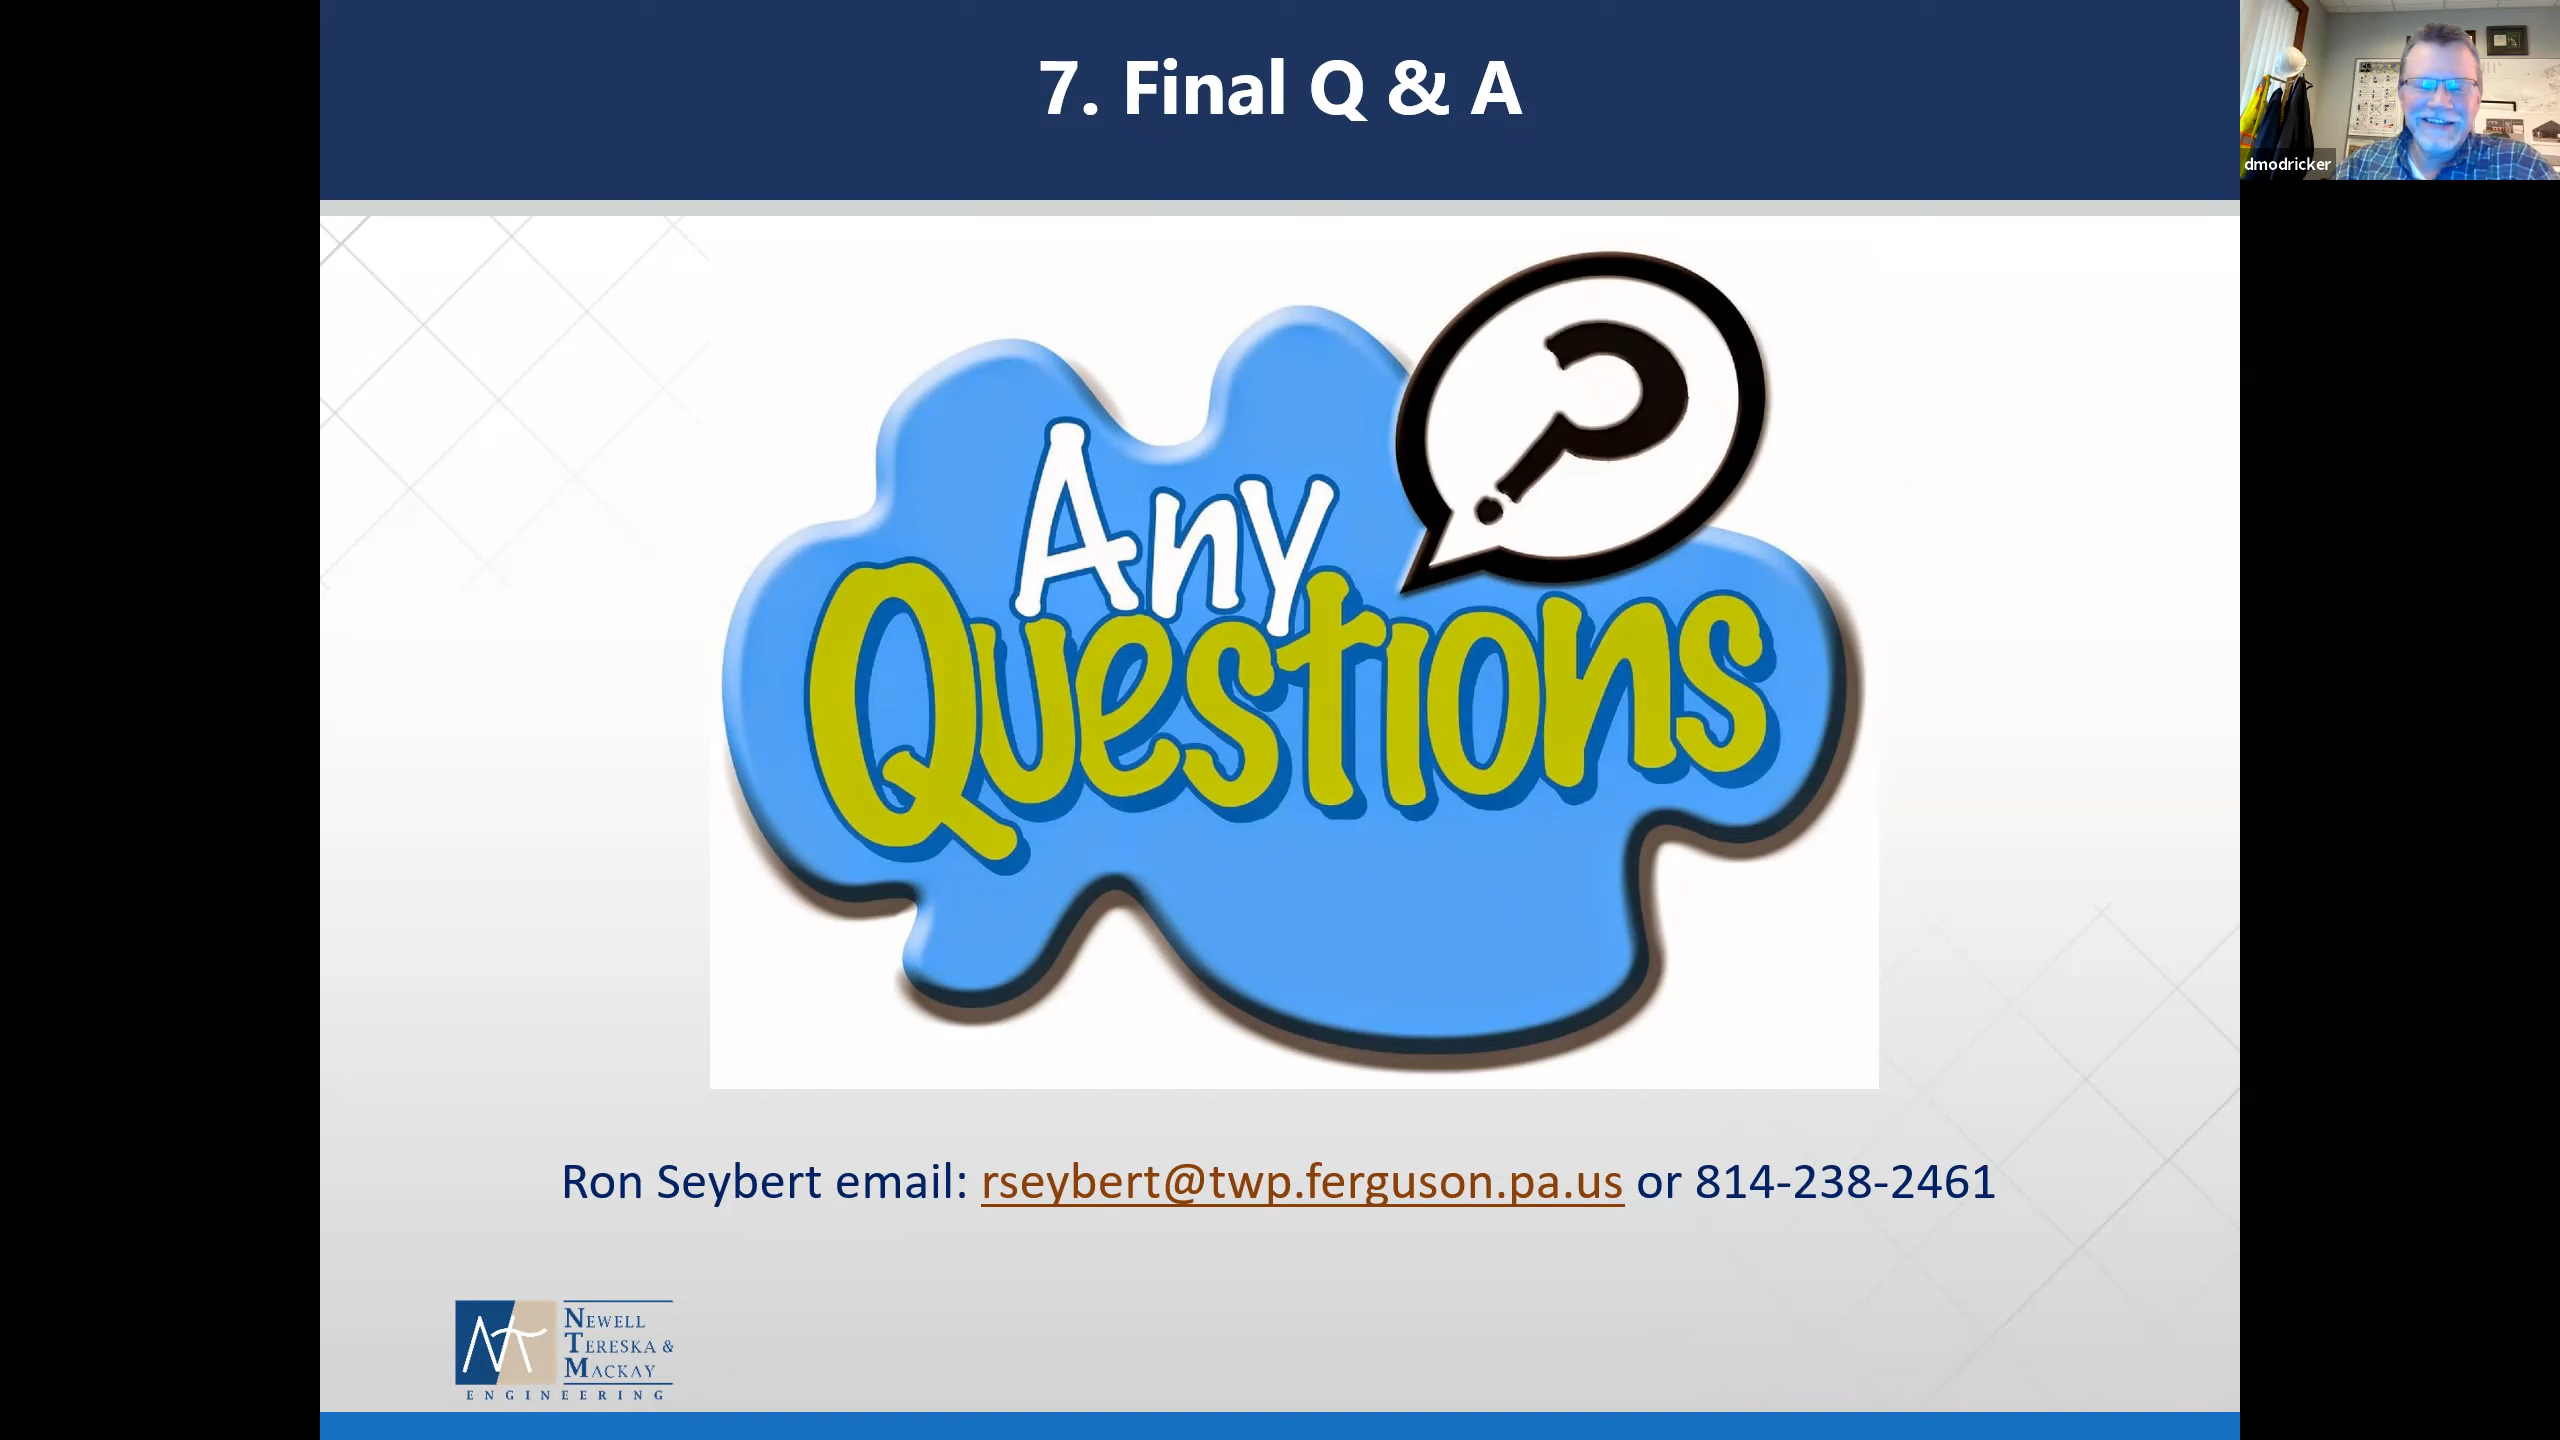 7. Final Q & A
dmodricker
Any
Questions
?
Ron Seybert email: rseybert@twp.ferguson.pa.us or 814-238-2461
NEWELL
TERESKA &
MACKAY
ENGINEERING